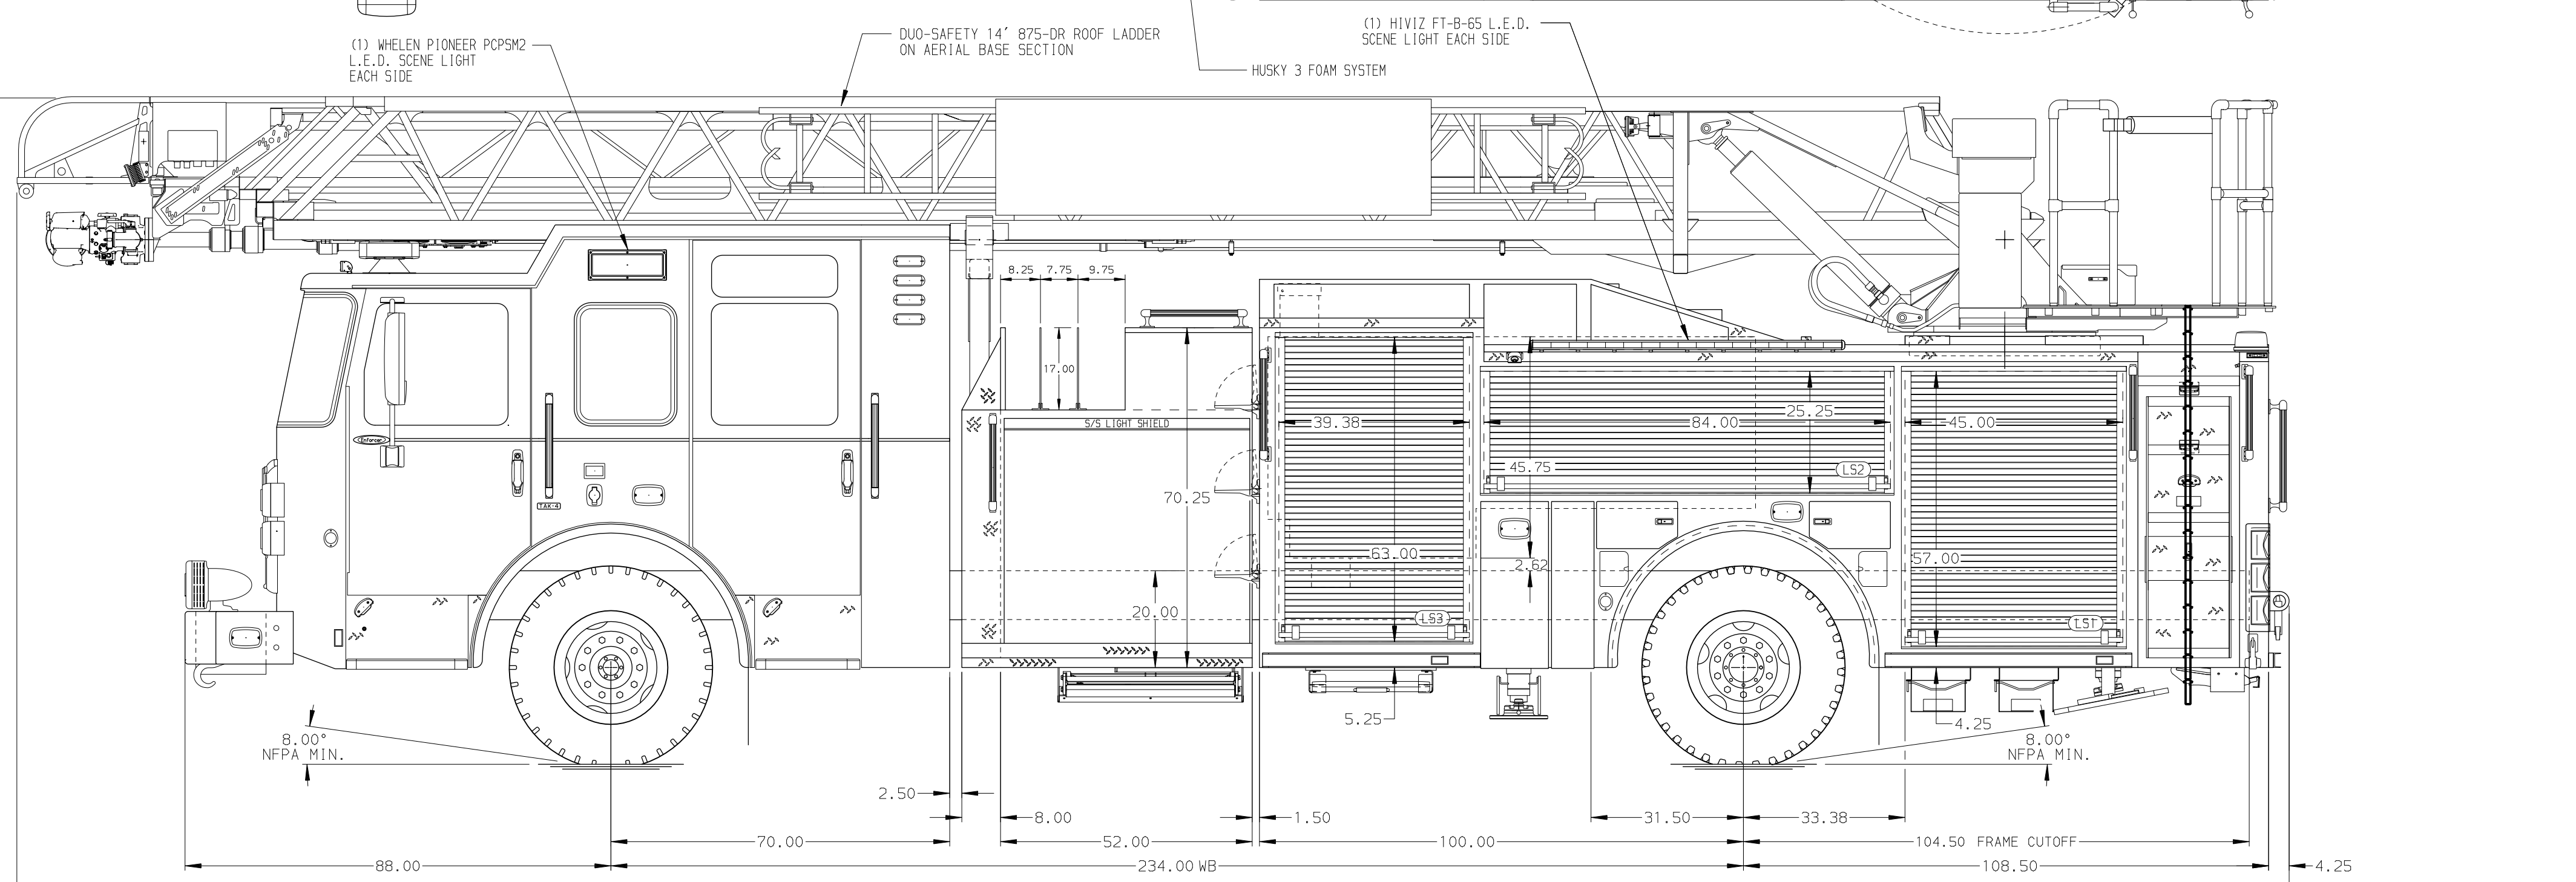 (1) HIVIZ FT-B-65 L.E.D.
SCENE LIGHT EACH SIDE
DUO-SAFETY 14' 875-DR ROOF LADDER
ON AERIAL BASE SECTION
(1) WHELEN PIONEER PCPSM2
L.E.D. SCENE LIGHT
EACH SIDE
HUSKY 3 FOAM SYSTEM
8.25
7.75
9.75
17.00
39.38
84.00
25.25
45.00
S/S LIGHT SHIELD
Enforcer
45.75
LS2
70.25
TAK-4
63.00
2.62
57.00
20.00
LS3
LS1
5.25
4.25
8.00°
NFPA MIN.
8.00°
NFPA MIN.
2.50
8.00
1.50
31.50
33.38
70.00
52.00
100.00
104.50 FRAME CUTOFF
88.00
234.00 WB
108.50
4.25